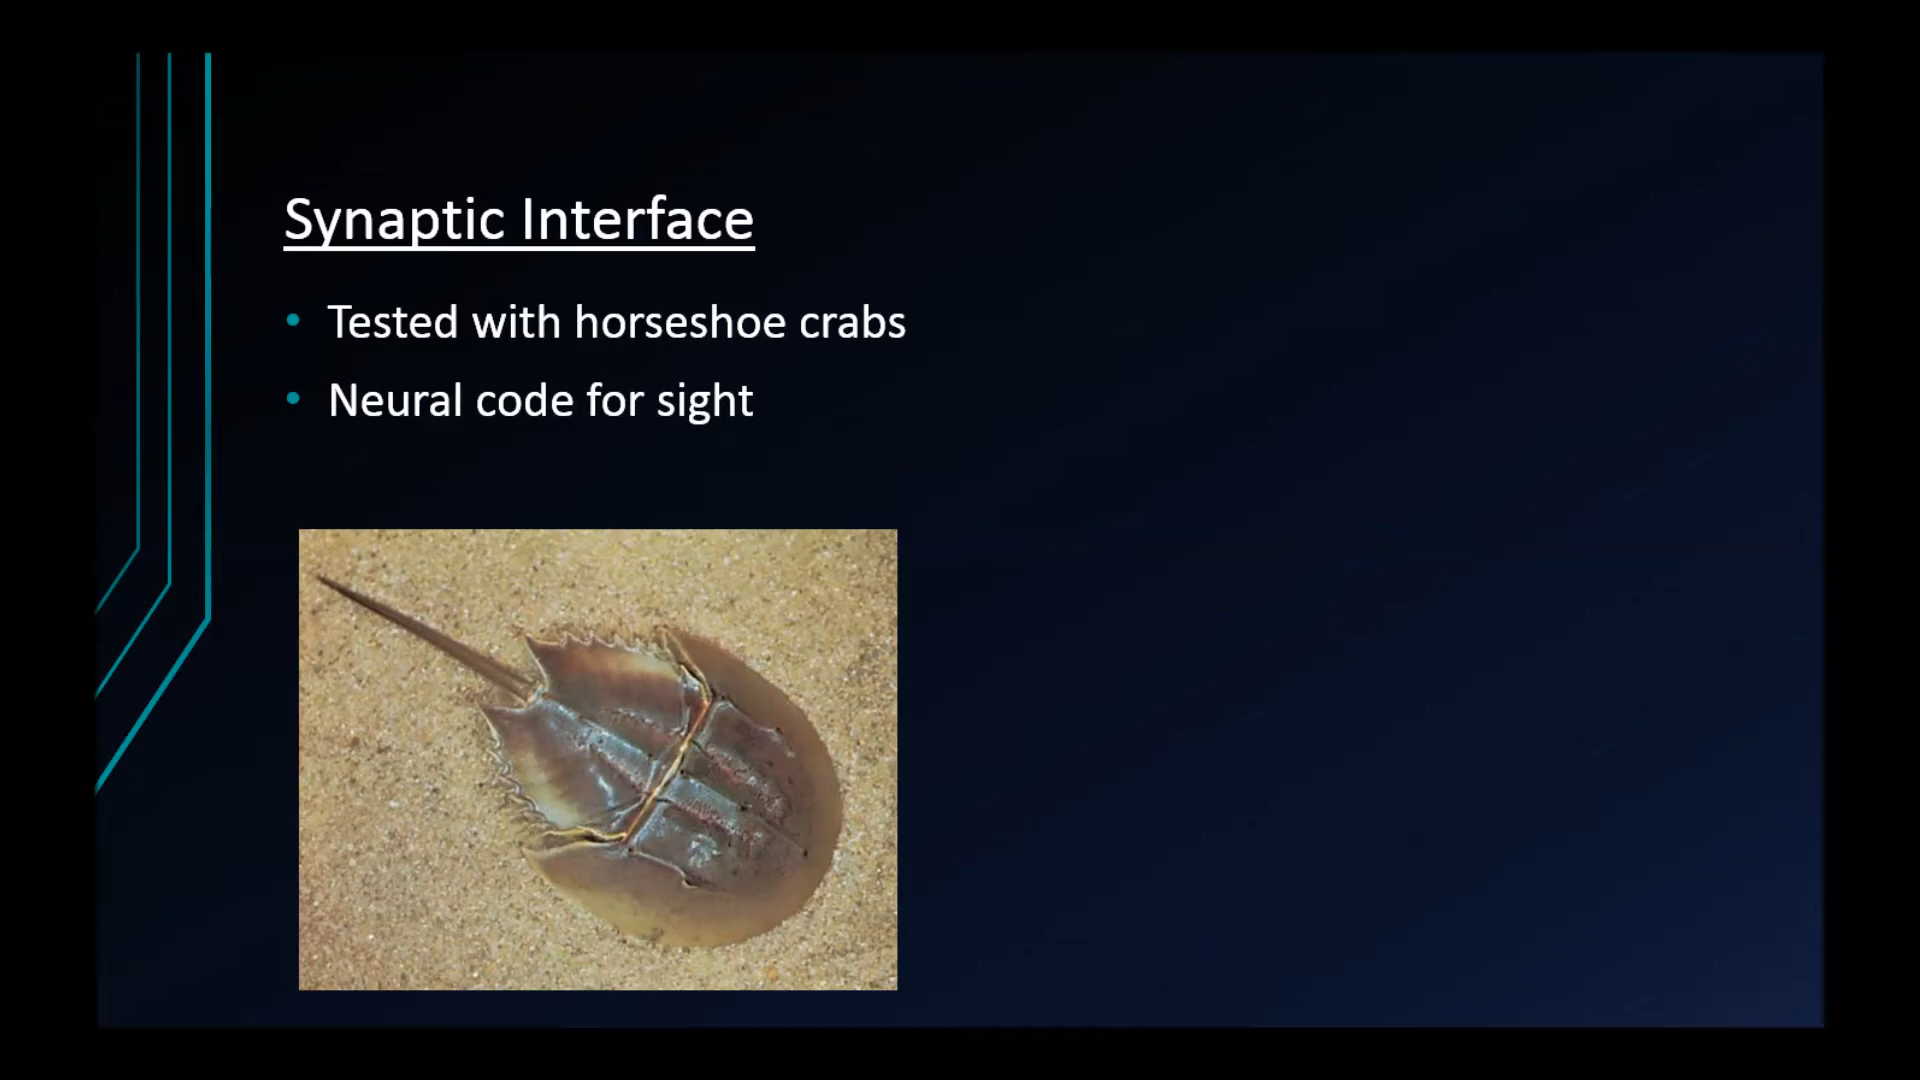 Synaptic Interface
• Tested with horseshoe crabs
• Neural code for sight